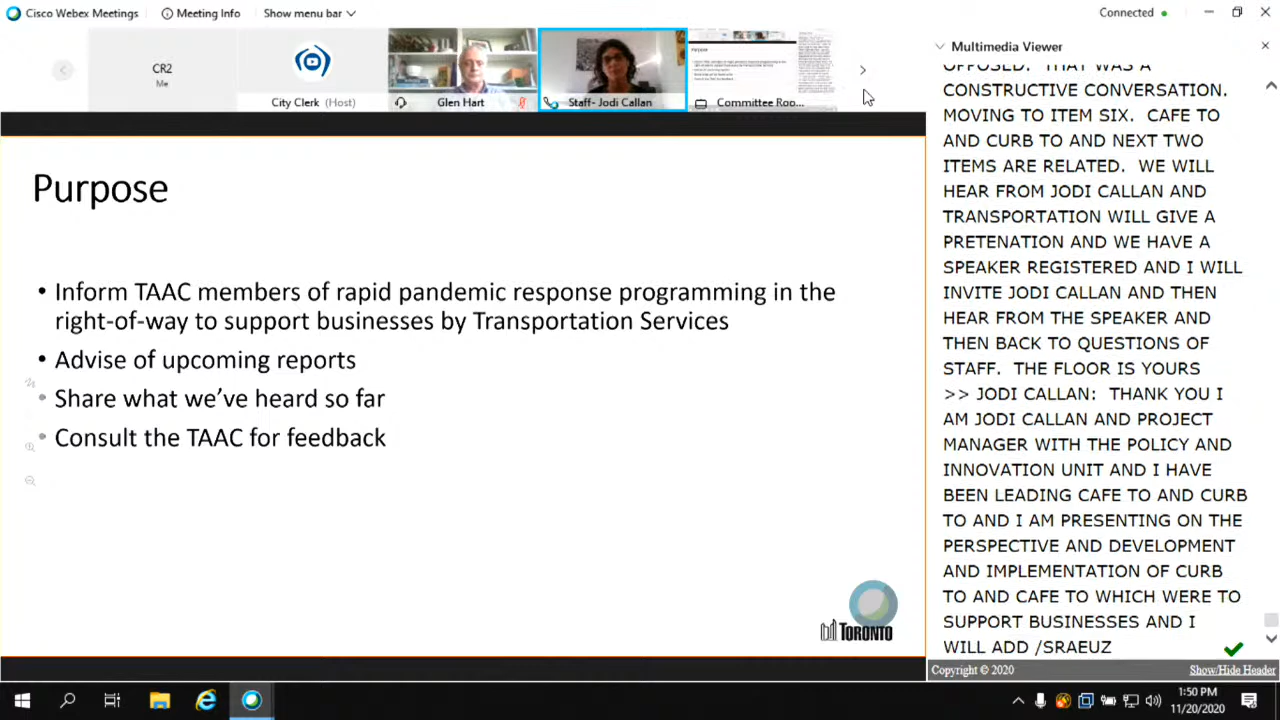 Cisco Webex Meetings
Meeting Info
Show menu bar
Connected
CR2
Me
City Clerk (Host)
Glen Hart
Staff- Jodi Callan
Committee Roo...
Purpose
• Inform TAAC members of rapid pandemic response programming in the
right-of-way to support businesses by Transportation Services
• Advise of upcoming reports
• Share what we’ve heard so far
• Consult the TAAC for feedback
TORONTO
Multimedia Viewer
OPPOSED. THAT WAS A
CONSTRUCTIVE CONVERSATION.
MOVING TO ITEM SIX. CAFE TO
AND CURB TO AND NEXT TWO
ITEMS ARE RELATED. WE WILL
HEAR FROM JODI CALLAN AND
TRANSPORTATION WILL GIVE A
PRETENATION AND WE HAVE A
SPEAKER REGISTERED AND I WILL
INVITE JODI CALLAN AND THEN
HEAR FROM THE SPEAKER AND
THEN BACK TO QUESTIONS OF
STAFF. THE FLOOR IS YOURS
>> JODI CALLAN: THANK YOU I
AM JODI CALLAN AND PROJECT
MANAGER WITH THE POLICY AND
INNOVATION UNIT AND I HAVE
BEEN LEADING CAFE TO AND CURB
TO AND I AM PRESENTING ON THE
PERSPECTIVE AND DEVELOPMENT
AND IMPLEMENTATION OF CURB
TO AND CAFE TO WHICH WERE TO
SUPPORT BUSINESSES AND I
WILL ADD /SRAEUZ
Copyright © 2020
Show/Hide Header
1:50 PM
11/20/2020